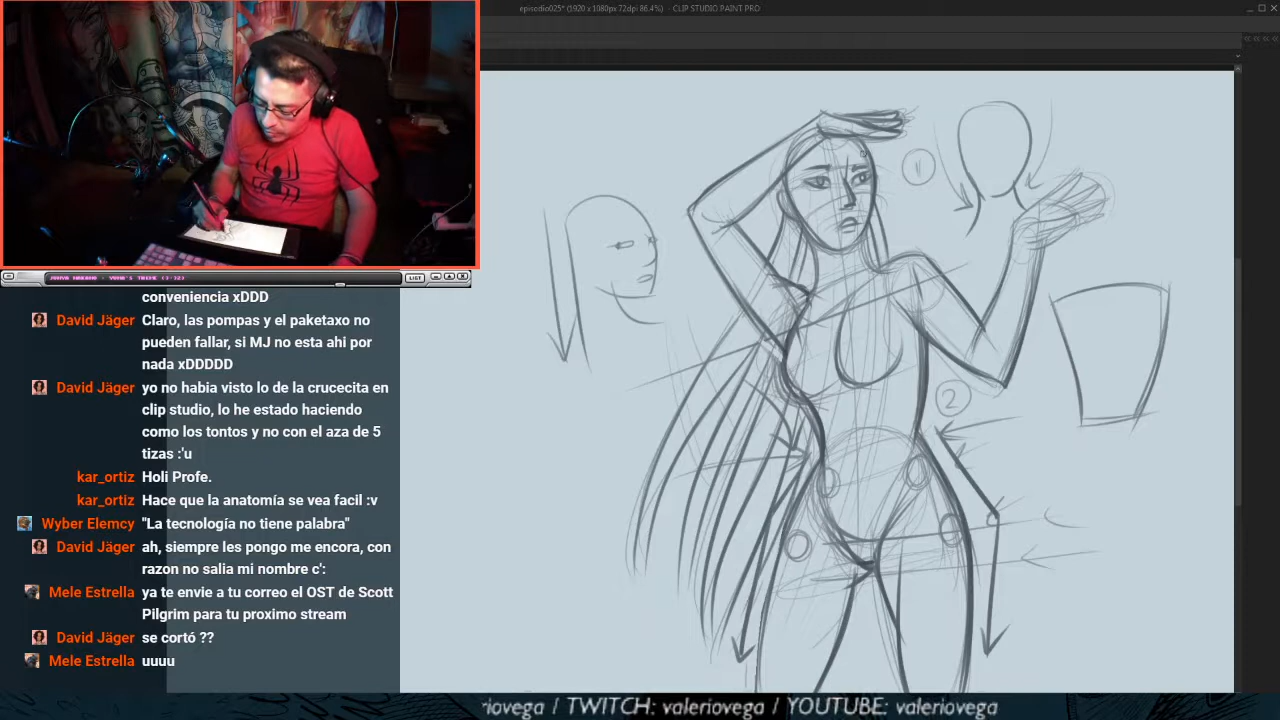 episodio025* (1920 x 1080px 72dpi 86.4%) - CLIP STUDIO PAINT PRO
LIST
conveniencia xDDD
David Jäger Claro, las pompas y el paketaxo no
pueden fallar, si MJ no esta ahi por
nada xDDDDD
David Jäger yo no habia visto lo de la crucecita en
clip studio, lo he estado haciendo
como los tontos y no con el aza de 5
tizas :'u
kar_ortiz Holi Profe.
kar_ortiz Hace que la anatomía se vea facil :v
Wyber Elemcy "La tecnología no tiene palabra"
David Jäger ah, siempre les pongo me encora, con
razon no salia mi nombre c':
Mele Estrella ya te envie a tu correo el OST de Scott
Pilgrim para tu proximo stream
David Jäger se cortó ??
Mele Estrella uuuu
1
2
riovega / TWITCH: valeriovega / YOUTUBE: valeriovega